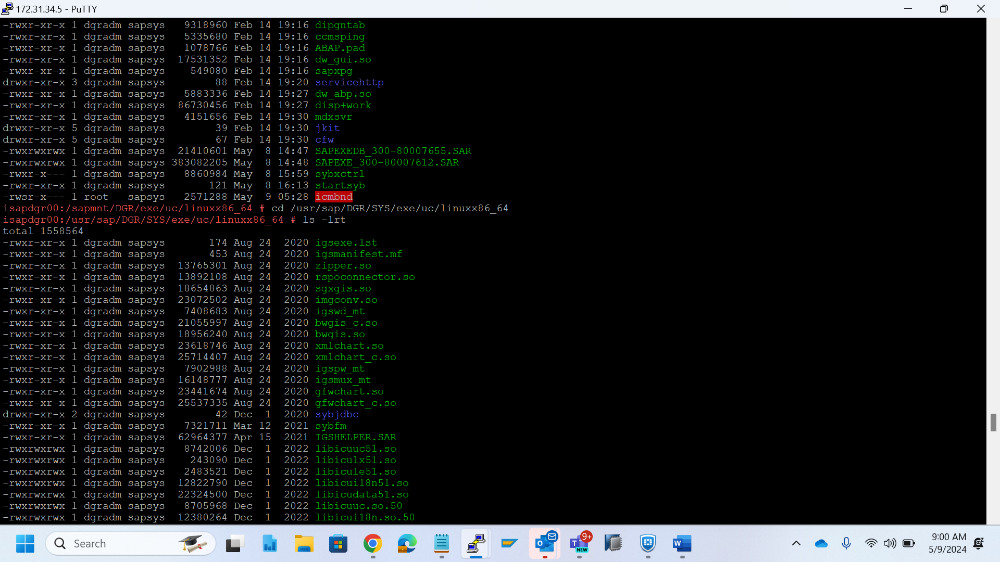 172.31.34.5 - PuTTY
-rwxr-xr-x 1 dgradm sapsys   9318960 Feb 14 19:16 dipgntab
-rwxr-xr-x 1 dgradm sapsys   5335680 Feb 14 19:16 ccmsping
-rwxr-xr-x 1 dgradm sapsys   1078766 Feb 14 19:16 ABAP.pad
-rwxr-xr-x 1 dgradm sapsys  17531352 Feb 14 19:16 dw_gui.so
-rwxr-xr-x 1 dgradm sapsys    549080 Feb 14 19:16 sapxpg
drwxr-xr-x 3 dgradm sapsys        88 Feb 14 19:20 servicehttp
-rwxr-xr-x 1 dgradm sapsys   5883336 Feb 14 19:27 dw_abp.so
-rwxr-xr-x 1 dgradm sapsys  86730456 Feb 14 19:27 disp+work
-rwxr-xr-x 1 dgradm sapsys   4151656 Feb 14 19:30 mdxsvr
drwxr-xr-x 5 dgradm sapsys        39 Feb 14 19:30 jkit
drwxr-xr-x 5 dgradm sapsys        67 Feb 14 19:30 cfw
-rwxrwxrwx 1 dgradm sapsys  21410601 May  8 14:47 SAPEXEDB_300-80007655.SAR
-rwxrwxrwx 1 dgradm sapsys 383082205 May  8 14:48 SAPEXE_300-80007612.SAR
-rwxr-x--- 1 dgradm sapsys   8860984 May  8 15:59 sybxctrl
-rwxr-xr-x 1 dgradm sapsys       121 May  8 16:13 startsyb
-rwsr-x--- 1 root   sapsys   2571288 May  9 05:28 icmbnd
isapdgr00:/sapmnt/DGR/exe/uc/linuxx86_64 # cd /usr/sap/DGR/SYS/exe/uc/linuxx86_64
isapdgr00:/usr/sap/DGR/SYS/exe/uc/linuxx86_64 # ls -lrt
total 1558564
-rwxr-xr-x 1 dgradm sapsys       174 Aug 24  2020 igsexe.lst
-rwxr-xr-x 1 dgradm sapsys       453 Aug 24  2020 igsmanifest.mf
-rwxr-xr-x 1 dgradm sapsys  13765301 Aug 24  2020 zipper.so
-rwxr-xr-x 1 dgradm sapsys  13892108 Aug 24  2020 rspoconnector.so
-rwxr-xr-x 1 dgradm sapsys  18654863 Aug 24  2020 sgxgis.so
-rwxr-xr-x 1 dgradm sapsys  23072502 Aug 24  2020 imgconv.so
-rwxr-xr-x 1 dgradm sapsys   7408683 Aug 24  2020 igswd_mt
-rwxr-xr-x 1 dgradm sapsys  21055997 Aug 24  2020 bwgis_c.so
-rwxr-xr-x 1 dgradm sapsys  18956240 Aug 24  2020 bwgis.so
-rwxr-xr-x 1 dgradm sapsys  23618746 Aug 24  2020 xmlchart.so
-rwxr-xr-x 1 dgradm sapsys  25714407 Aug 24  2020 xmlchart_c.so
-rwxr-xr-x 1 dgradm sapsys   7902988 Aug 24  2020 igspw_mt
-rwxr-xr-x 1 dgradm sapsys  16148777 Aug 24  2020 igsmux_mt
-rwxr-xr-x 1 dgradm sapsys  23441674 Aug 24  2020 gfwchart.so
-rwxr-xr-x 1 dgradm sapsys  25537335 Aug 24  2020 gfwchart_c.so
drwxr-xr-x 2 dgradm sapsys        42 Dec  1  2020 sybjdbc
-rwxr-xr-x 1 dgradm sapsys   7321711 Mar 12  2021 sybfm
-rwxr-xr-x 1 dgradm sapsys  62964377 Apr 15  2021 IGSHELPER.SAR
-rwxrwxrwx 1 dgradm sapsys   8742006 Dec  1  2022 libicuuc51.so
-rwxrwxrwx 1 dgradm sapsys    243090 Dec  1  2022 libiculx51.so
-rwxrwxrwx 1 dgradm sapsys   2483521 Dec  1  2022 libicule51.so
-rwxrwxrwx 1 dgradm sapsys  12822790 Dec  1  2022 libicui18n51.so
-rwxrwxrwx 1 dgradm sapsys  22324500 Dec  1  2022 libicudata51.so
-rwxrwxrwx 1 dgradm sapsys   8705968 Dec  1  2022 libicuuc.so.50
-rwxrwxrwx 1 dgradm sapsys  12380264 Dec  1  2022 libicui18n.so.50
Search
9+
NEW
9:00 AM
5/9/2024